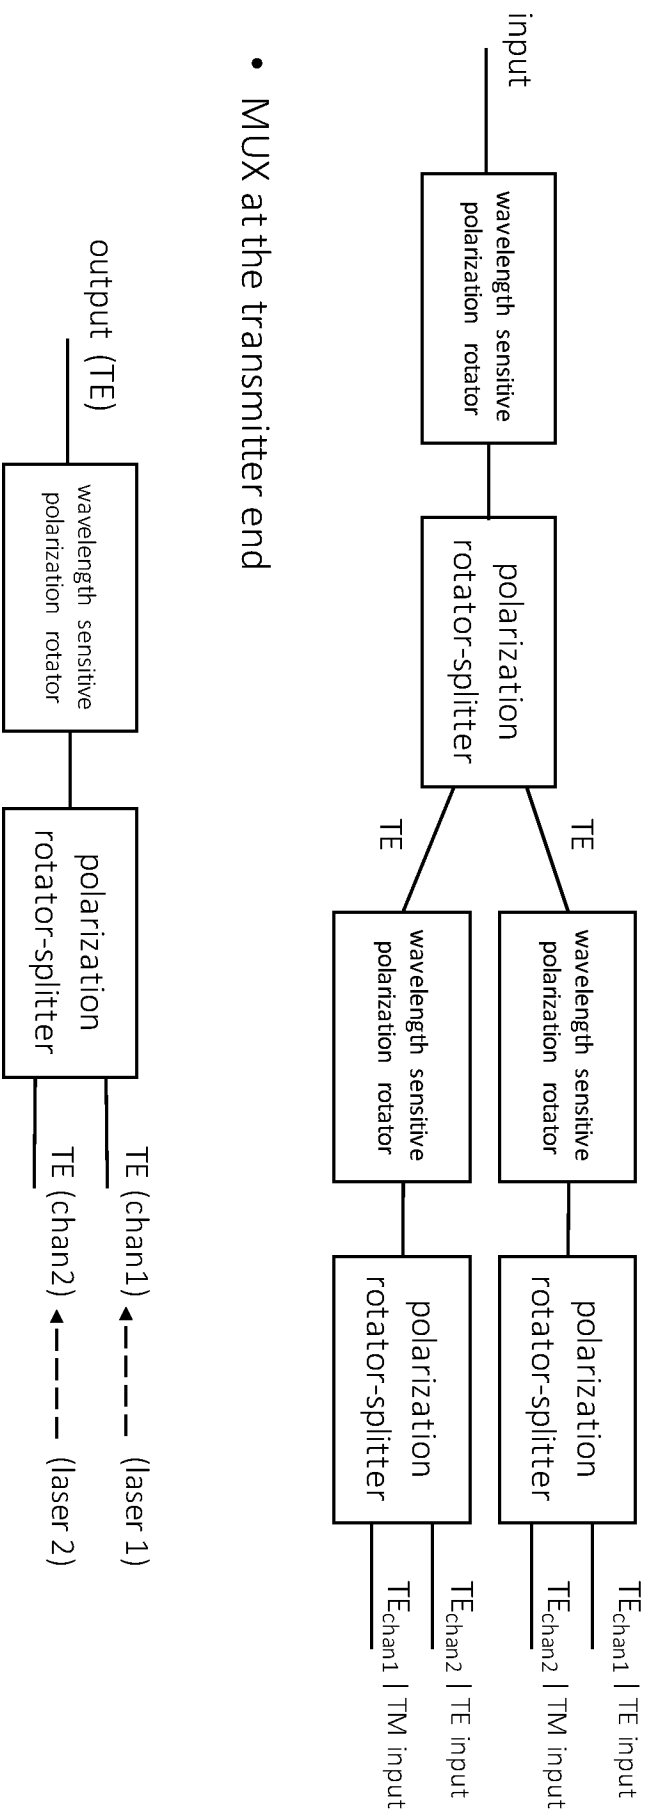 input
wavelength sensitive
polarization rotator
polarization
rotator-splitter
TE
TE
wavelength sensitive
polarization rotator
wavelength sensitive
polarization rotator
polarization
rotator-splitter
polarization
rotator-splitter
TEchan1 | TE input
TEchan2 | TM input
TEchan2 | TE input
TEchan1 | TM input
• MUX at the transmitter end
output (TE)
wavelength sensitive
polarization rotator
polarization
rotator-splitter
TE (chan1)
(laser 1)
TE (chan2)
(laser 2)